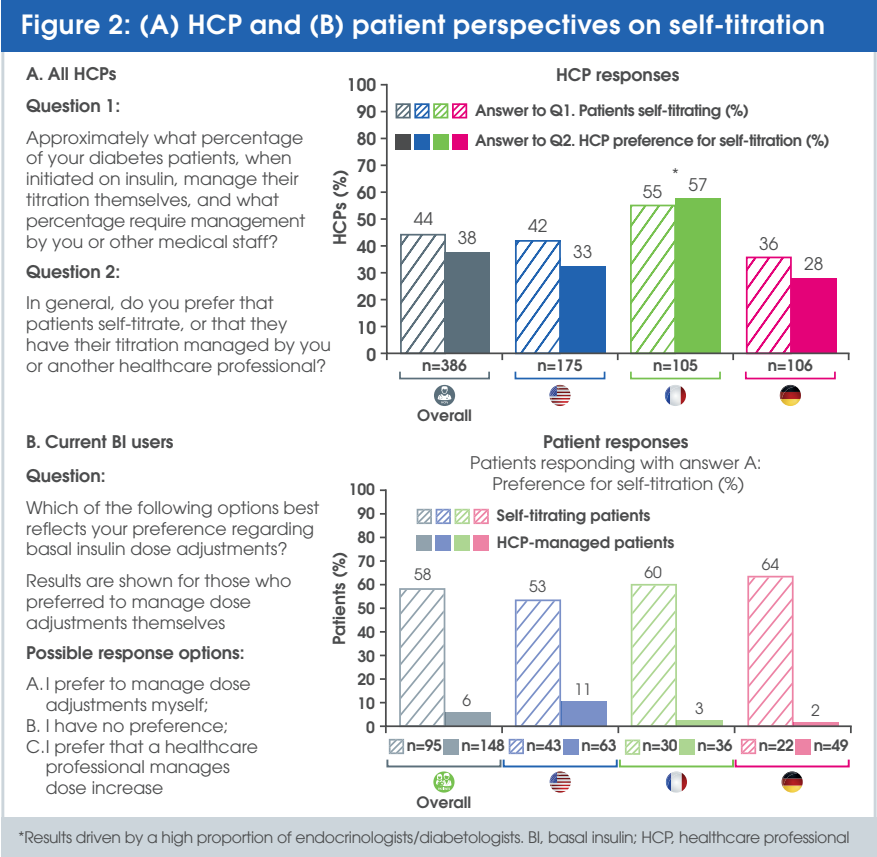 Figure 2: (A) HCP and (B) patient perspectives on self-titration
A. All HCPs
Question 1:
Approximately what percentage
of your diabetes patients, when
initiated on insulin, manage their
titration themselves, and what
percentage require management
by you or other medical staff?
Question 2:
In general, do you prefer that
patients self-titrate, or that they
have their titration managed by you
or another healthcare professional?
HCP responses
Answer to Q1. Patients self-titrating (%)
Answer to Q2. HCP preference for self-titration (%)
HCPs (%)
100
90
80
70
60
50
40
30
20
10
0
44
38
42
33
55
*
57
36
28
n=386
n=175
n=105
n=106
Overall
B. Current BI users
Question:
Which of the following options best
reflects your preference regarding
basal insulin dose adjustments?
Results are shown for those who
preferred to manage dose
adjustments themselves
Possible response options:
A. I prefer to manage dose
adjustments myself;
B. I have no preference;
C. I prefer that a healthcare
professional manages
dose increase
Patient responses
Patients responding with answer A:
Preference for self-titration (%)
Self-titrating patients
HCP-managed patients
Patients (%)
100
90
80
70
60
50
40
30
20
10
0
58
6
53
11
60
3
64
2
n=95 n=148 n=43 n=63 n=30 n=36 n=22 n=49
Overall
*Results driven by a high proportion of endocrinologists/diabetologists. BI, basal insulin; HCP, healthcare professional